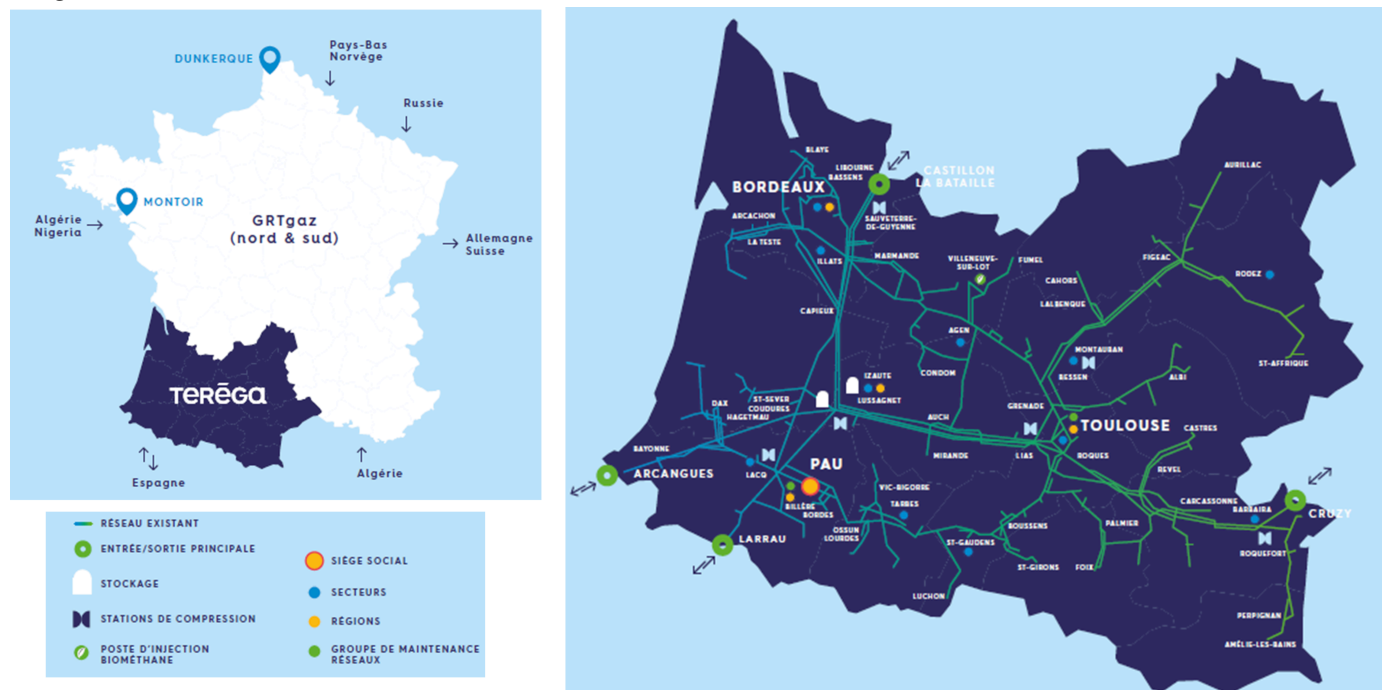 DUNKERQUE
Pays-Bas
Norvège
Russie
MONTOIR
Algérie
Nigeria
GRTgaz
(nord & sud)
Allemagne
Suisse
TERĒGA
Espagne
Algérie
RÉSEAU EXISTANT
ENTRÉE/SORTIE PRINCIPALE
STOCKAGE
STATIONS DE COMPRESSION
POSTE D'INJECTION
BIOMÉTHANE
SIÈGE SOCIAL
SECTEURS
RÉGIONS
GROUPE DE MAINTENANCE
RÉSEAUX
BLAYE
LIBOURNE
BASSENS
CASTILLON
LA BATAILLE
BORDEAUX
AURILLAC
ARCACHON
SAUVETERRE-
DE-GUYENNE
LA TESTE
ILLATS
MARMANDE
VILLENEUVE-
SUR-LOT
FUMEL
FIGEAC
CAHORS
RODEZ
LALBENQUE
CAPIEUX
AGEN
MONTAUBAN
ST-AFFRIQUE
CONDOM
BESSEN
ALBI
IZAUTE
LUSSAGNET
DAX
ST-SEVER
COUDURES
HAGETMAU
GRENADE
AUCH
TOULOUSE
CASTRES
BAYONNE
MIRANDE
LIAS
ROQUES
ARCANGUES
LACQ
PAU
REVEL
VIC-BIGORRE
CARCASSONNE
BARBAIRA
CRUZY
BILLÈRE
BORDES
TARBES
PALMIER
BOUSSENS
OSSUN
LOURDES
LARRAU
ST-GAUDENS
ROQUEFORT
ST-GIRONS
FOIX
LUCHON
PERPIGNAN
AMÉLIE-LES-BAINS